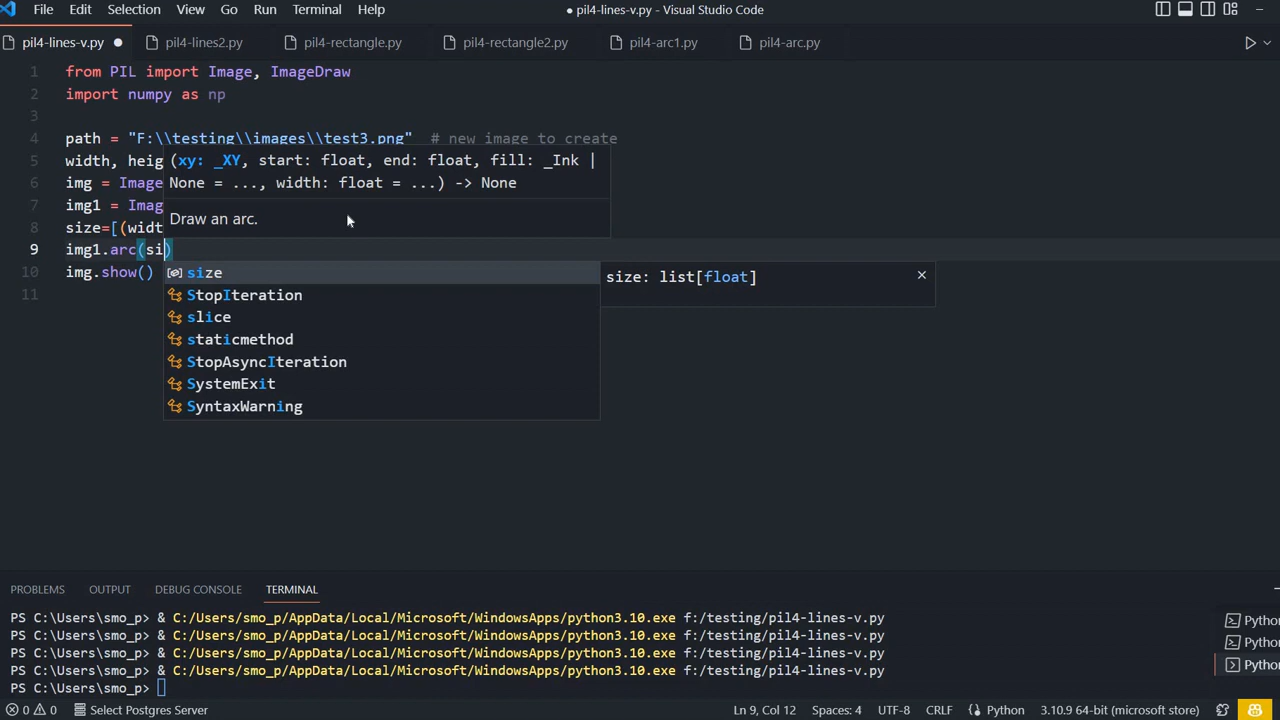 File Edit Selection View Go Run Terminal Help ● pil4-lines-v.py - Visual Studio Code
pil4-lines-v.py ● pil4-lines2.py pil4-rectangle.py pil4-rectangle2.py pil4-arc1.py pil4-arc.py
1 from PIL import Image, ImageDraw
2 import numpy as np
3
4 path = "F:\\testing\\images\\test3.png" # new image to create
5 width, heig
(xy: _XY, start: float, end: float, fill: _Ink |
6 img = Image
None = ..., width: float = ...) -> None
7 img1 = Imag
Draw an arc.
8 size=[(widt
9 img1.arc(si)
10 img.show()
11
size
size: list[float]
StopIteration
slice
staticmethod
StopAsyncIteration
SystemExit
SyntaxWarning
PROBLEMS OUTPUT DEBUG CONSOLE TERMINAL
PS C:\Users\smo_p> & C:/Users/smo_p/AppData/Local/Microsoft/WindowsApps/python3.10.exe f:/testing/pil4-lines-v.py
PS C:\Users\smo_p> & C:/Users/smo_p/AppData/Local/Microsoft/WindowsApps/python3.10.exe f:/testing/pil4-lines-v.py
PS C:\Users\smo_p> & C:/Users/smo_p/AppData/Local/Microsoft/WindowsApps/python3.10.exe f:/testing/pil4-lines-v.py
PS C:\Users\smo_p> & C:/Users/smo_p/AppData/Local/Microsoft/WindowsApps/python3.10.exe f:/testing/pil4-lines-v.py
PS C:\Users\smo_p>
Pythor
Pythor
Pythor
0 0 Select Postgres Server Ln 9, Col 12 Spaces: 4 UTF-8 CRLF Python 3.10.9 64-bit (microsoft store)